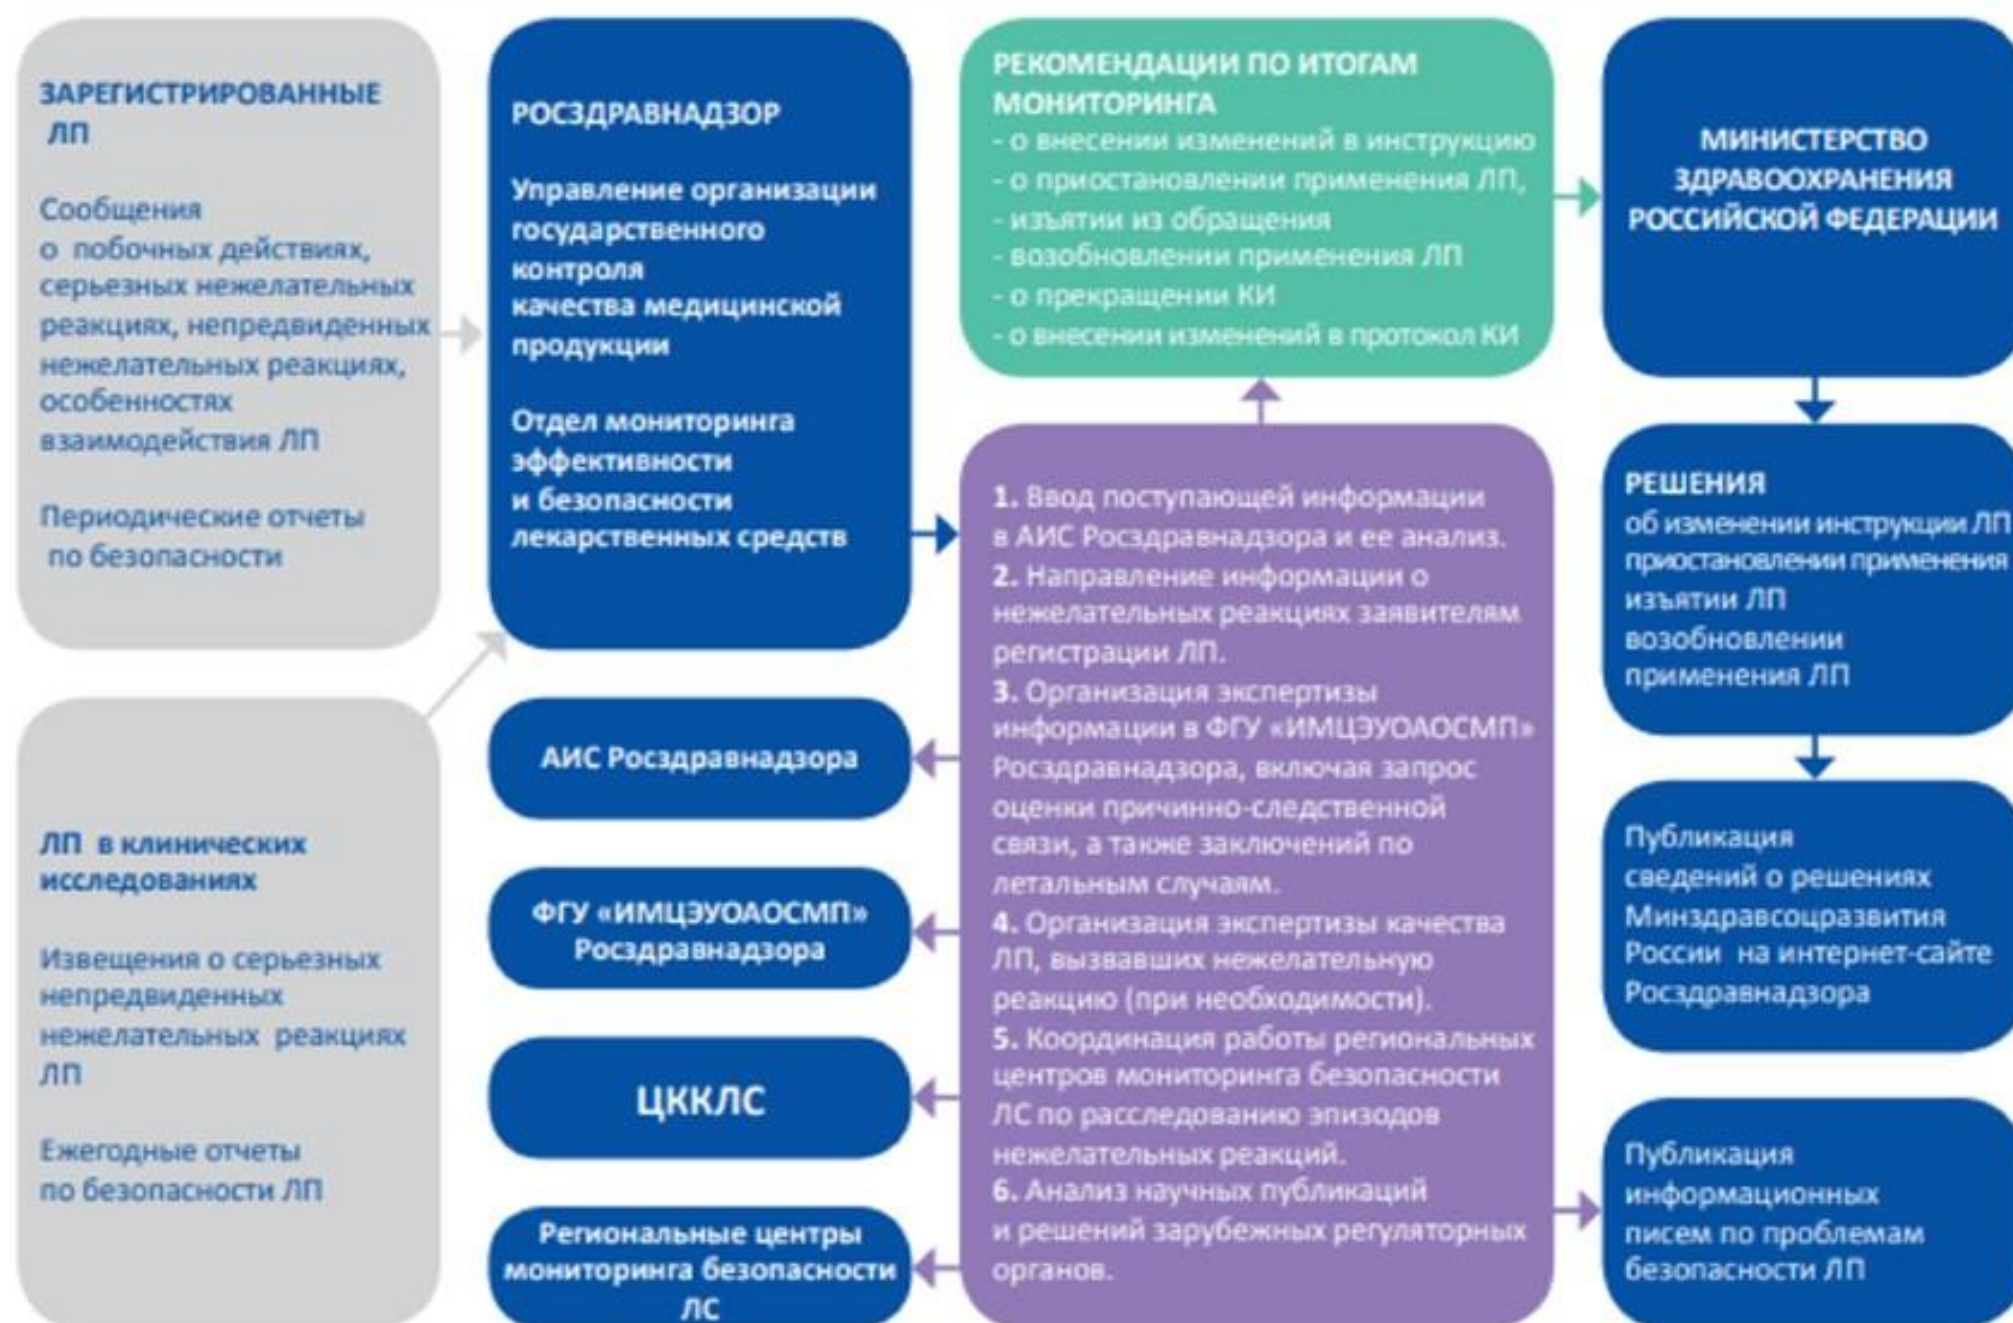 ЗАРЕГИСТРИРОВАННЫЕ
ЛП
Сообщения
о побочных действиях,
серьезных нежелательных
реакциях, непредвиденных
нежелательных реакциях,
особенностях
взаимодействия ЛП
Периодические отчеты
по безопасности
ЛП в клинических
исследованиях
Извещения о серьезных
непредвиденных
нежелательных реакциях
ЛП
Ежегодные отчеты
по безопасности ЛП
РОСЗДРАВНАДЗОР
Управление организации
государственного
контроля
качества медицинской
продукции
Отдел мониторинга
эффективности
и безопасности
лекарственных средств
АИС Росздравнадзора
ФГУ «ИМЦЭУОАОСМП»
Росздравнадзора
ЦККЛС
Региональные центры
мониторинга безопасности
ЛС
РЕКОМЕНДАЦИИ ПО ИТОГАМ
МОНИТОРИНГА
- о внесении изменений в инструкцию
- о приостановлении применения ЛП,
- изъятии из обращения
- возобновлении применения ЛП
- о прекращении КИ
- о внесении изменений в протокол КИ
1. Ввод поступающей информации
в АИС Росздравнадзора и ее анализ.
2. Направление информации о
нежелательных реакциях заявителям
регистрации ЛП.
3. Организация экспертизы
информации в ФГУ «ИМЦЭУОАОСМП»
Росздравнадзора, включая запрос
оценки причинно-следственной
связи, а также заключений по
летальным случаям.
4. Организация экспертизы качества
ЛП, вызвавших нежелательную
реакцию (при необходимости).
5. Координация работы региональных
центров мониторинга безопасности
ЛС по расследованию эпизодов
нежелательных реакций.
6. Анализ научных публикаций
и решений зарубежных регуляторных
органов.
МИНИСТЕРСТВО
ЗДРАВООХРАНЕНИЯ
РОССИЙСКОЙ ФЕДЕРАЦИИ
РЕШЕНИЯ
об изменении инструкции ЛП
приостановлении применения
изъятии ЛП
возобновлении
применения ЛП
Публикация
сведений о решениях
Минздравсоцразвития
России на интернет-сайте
Росздравнадзора
Публикация
информационных
писем по проблемам
безопасности ЛП